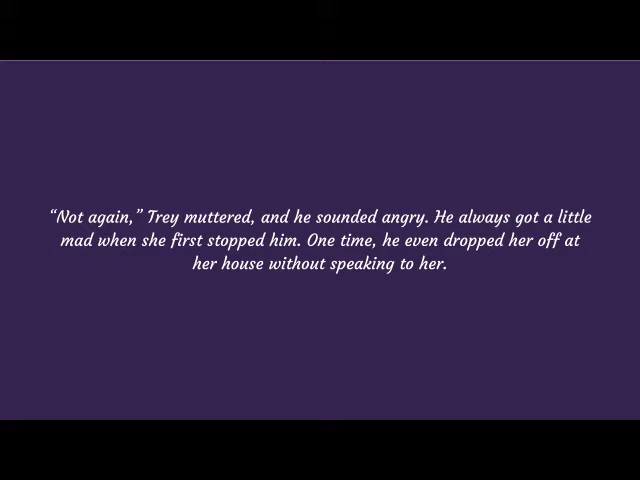 “Not again,” Trey muttered, and he sounded angry. He always got a little
mad when she first stopped him. One time, he even dropped her off at
her house without speaking to her.